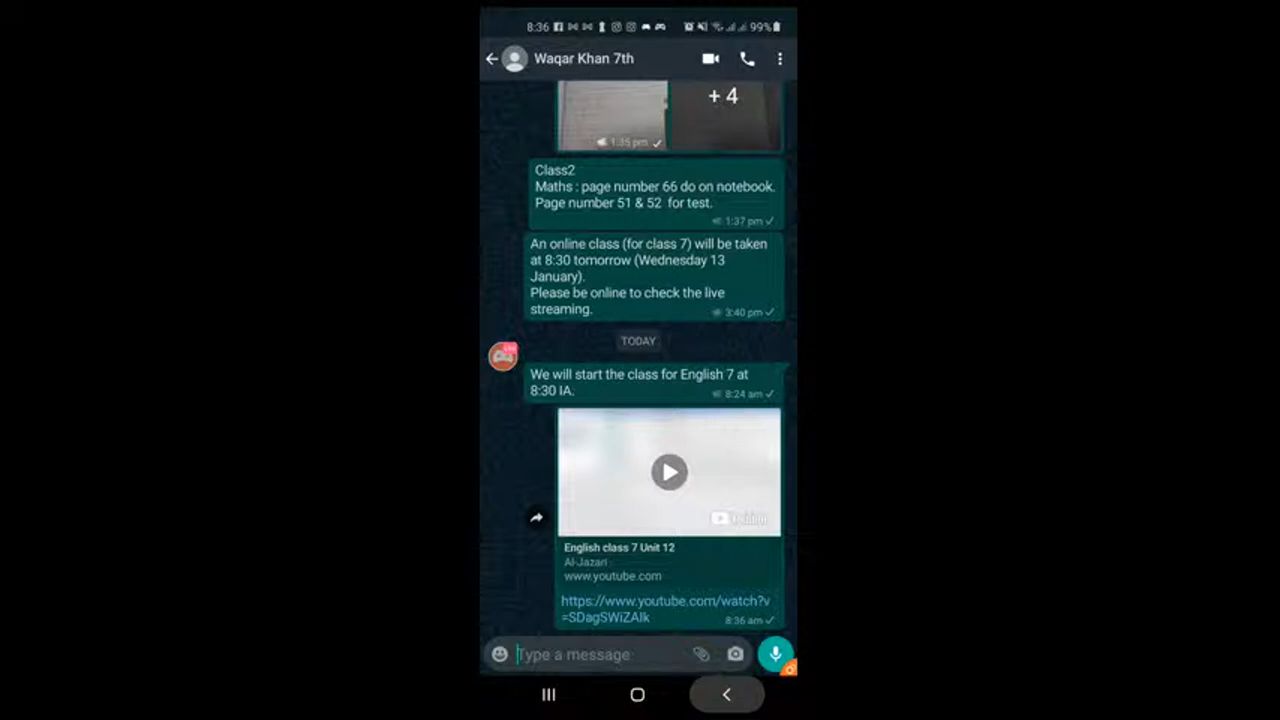 8:36
99%
Waqar Khan 7th
+ 4
1:35 pm
Class2
Maths : page number 66 do on notebook.
Page number 51 & 52 for test.
1:37 pm
An online class (for class 7) will be taken
at 8:30 tomorrow (Wednesday 13
January).
Please be online to check the live
streaming.
3:40 pm
TODAY
We will start the class for English 7 at
8:30 IA.
8:24 am
YouTube
English class 7 Unit 12
Al-Jazari
www.youtube.com
https://www.youtube.com/watch?v
=SDagSWiZAlk
8:36 am
Type a message